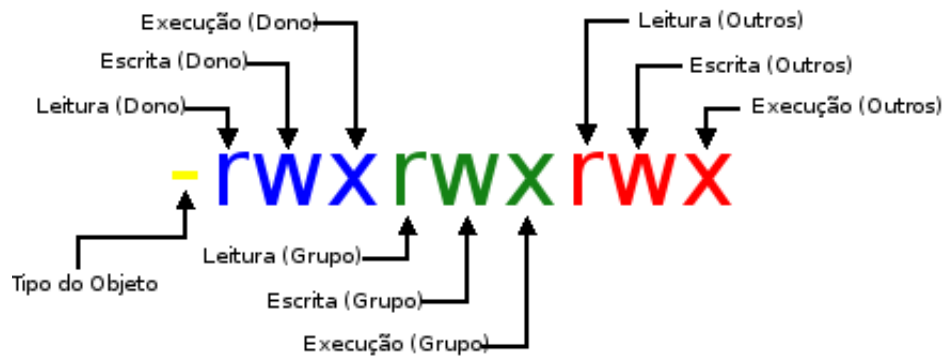 Execução (Dono)
Leitura (Outros)
Escrita (Dono)
Escrita (Outros)
Leitura (Dono)
Execução (Outros)
-rwxrwxrwx
Leitura (Grupo)
Tipo do Objeto
Escrita (Grupo)
Execução (Grupo)